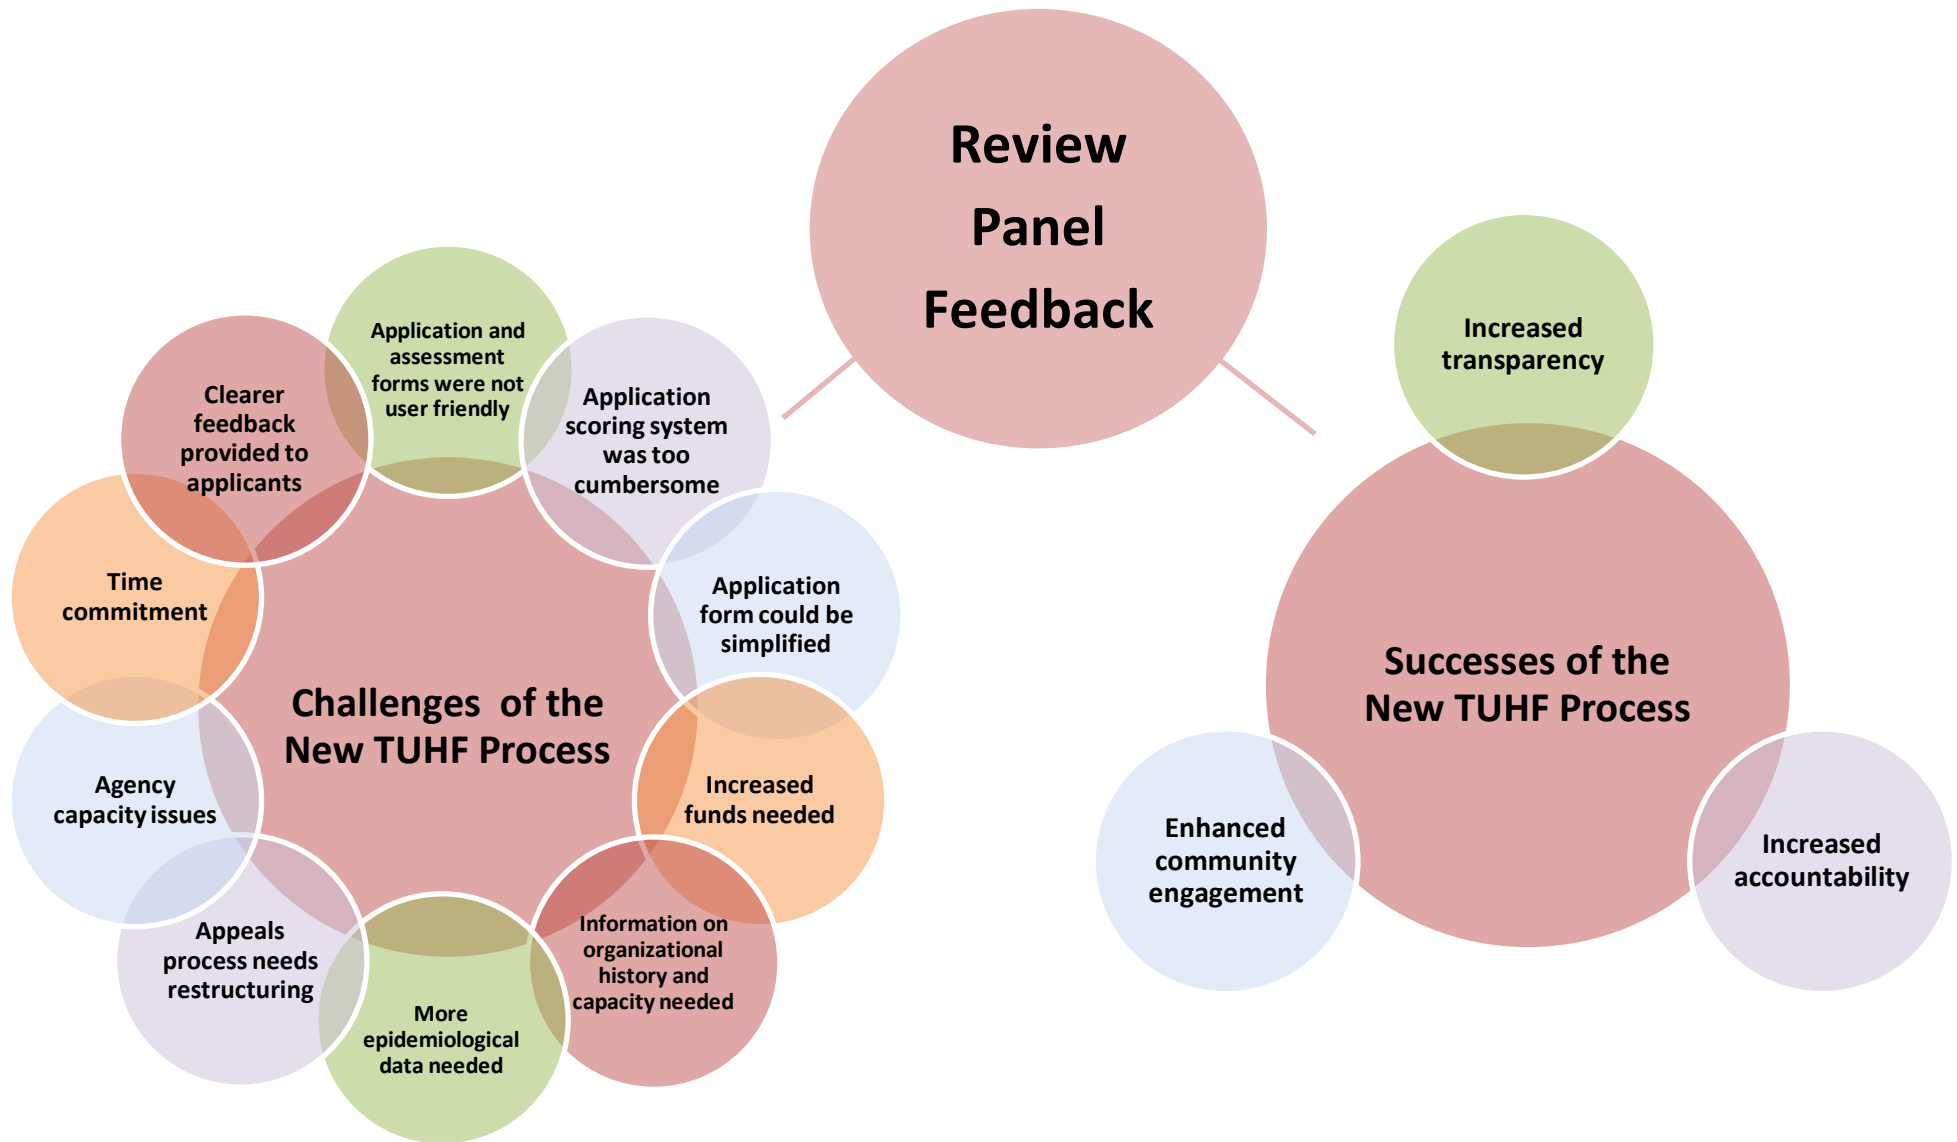 Review
Panel
Feedback
Application and
assessment
forms were not
user friendly
Application
scoring system
was too
cumbersome
Application
form could be
simplified
Increased
funds needed
Information on
organizational
history and
capacity needed
More
epidemiological
data needed
Appeals
process needs
restructuring
Agency
capacity issues
Time
commitment
Clearer
feedback
provided to
applicants
Challenges  of the
New TUHF Process
Increased
transparency
Successes of the
New TUHF Process
Increased
accountability
Enhanced
community
engagement